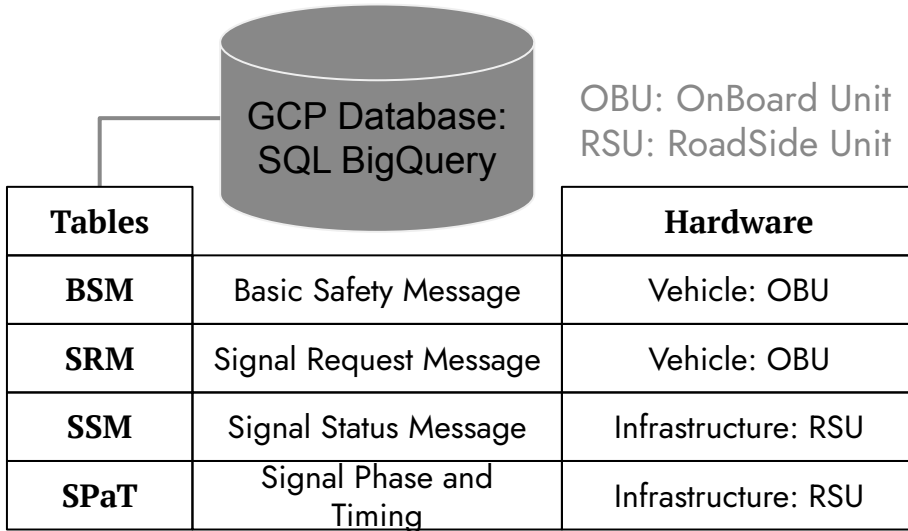 GCP Database:
SQL BigQuery
OBU: OnBoard Unit
RSU: RoadSide Unit
Tables
Hardware
BSM
Basic Safety Message
Vehicle: OBU
SRM
Signal Request Message
Vehicle: OBU
SSM
Signal Status Message
Infrastructure: RSU
SPaT
Signal Phase and
Timing
Infrastructure: RSU